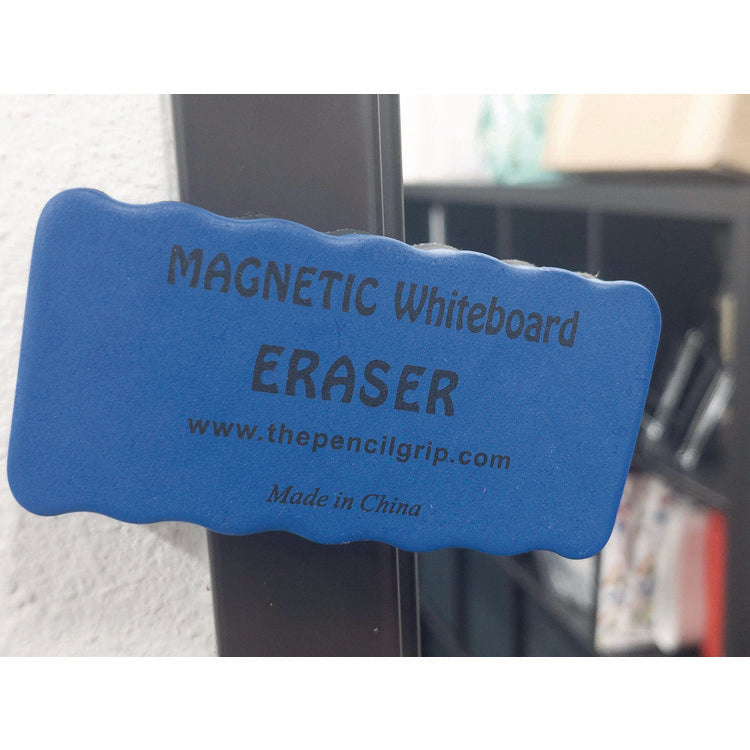 MAGNETIC Whiteboard
ERASER
www.thepencilgrip.com
Made in China